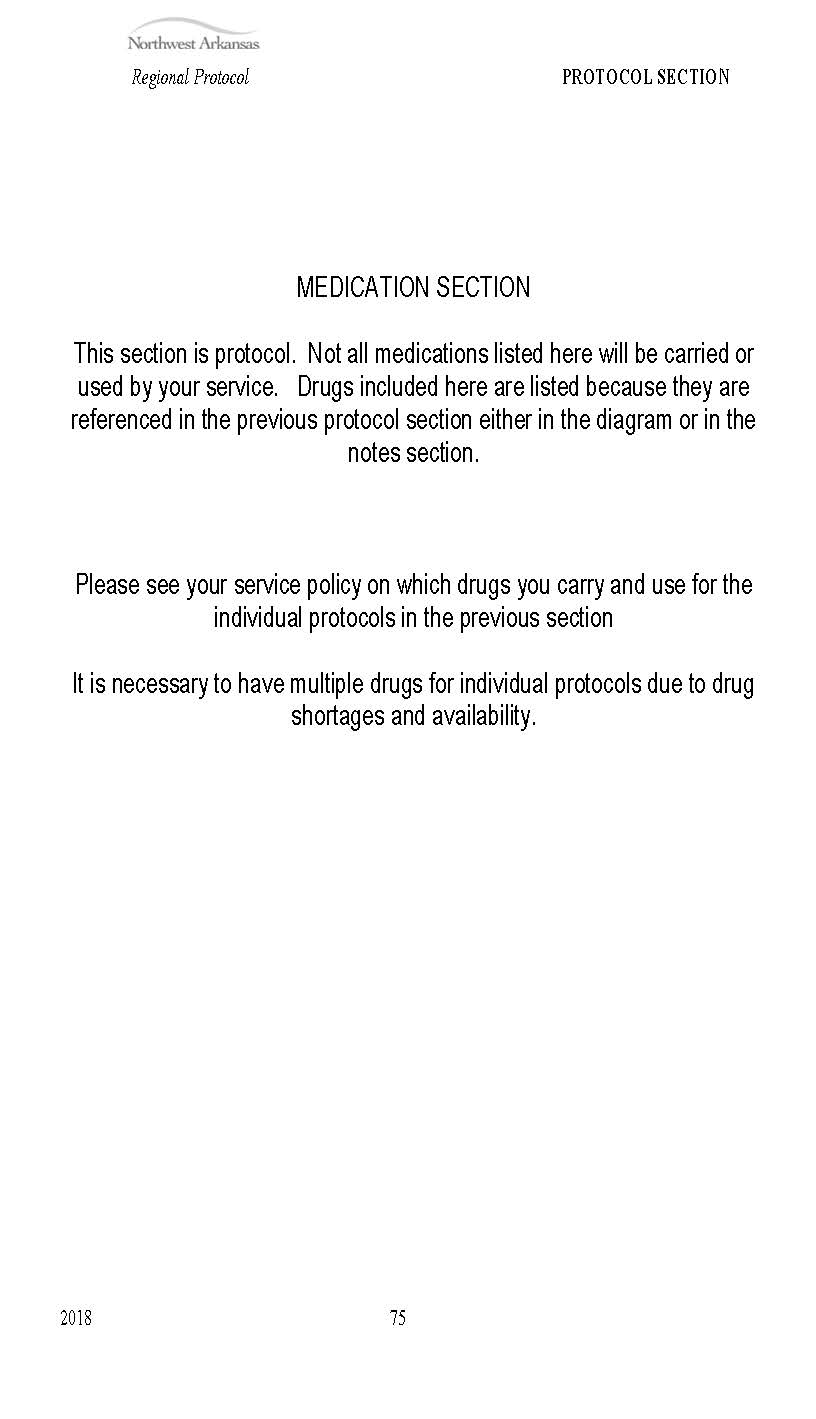 Northwest Arkansas
Regional Protocol PROTOCOL SECTION
MEDICATION SECTION
This section is protocol.  Not all medications listed here will be carried or
used by your service.   Drugs included here are listed because they are
referenced in the previous protocol section either in the diagram or in the
notes section.
Please see your service policy on which drugs you carry and use for the
individual protocols in the previous section
It is necessary to have multiple drugs for individual protocols due to drug
shortages and availability.
2018 75